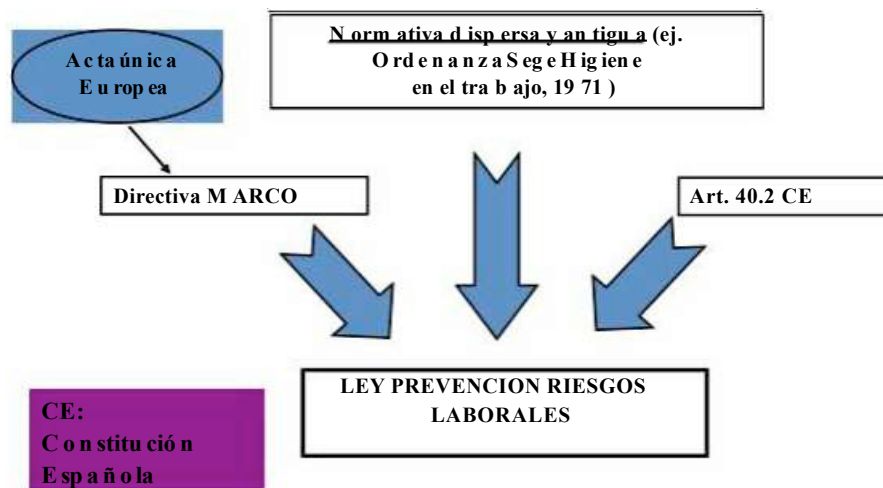 Normativa dispersa y antigua (ej.
Ordenanza Seg e Higiene
en el trabajo, 1971)
Acta única
Europea
Directiva MARCO
Art. 40.2 CE
LEY PREVENCION RIESGOS
LABORALES
CE:
Constitución
Española